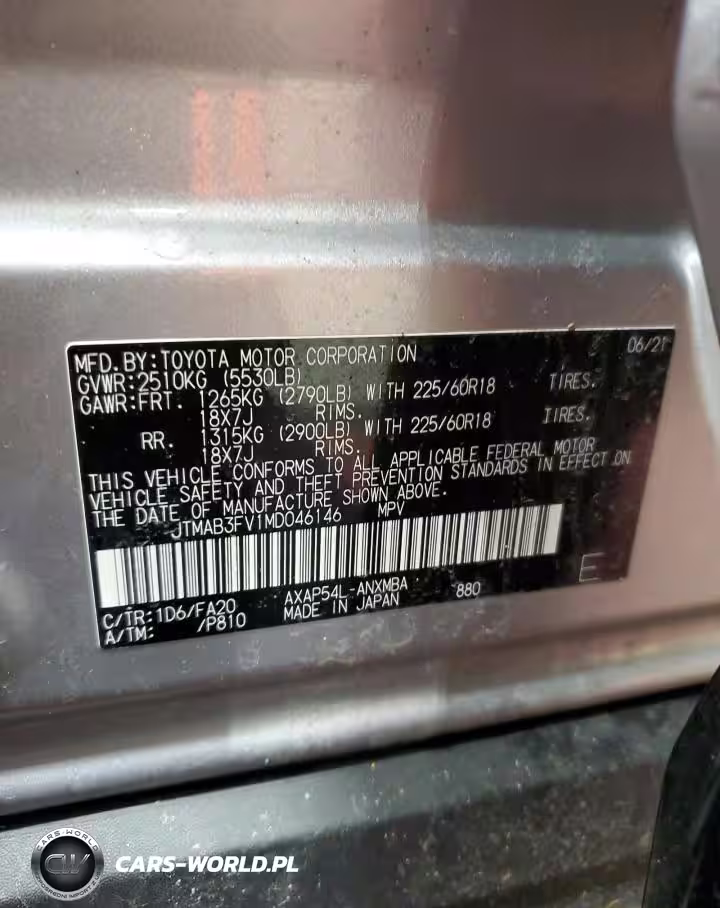 MFD.BY:TOYOTA MOTOR CORPORATION 06/21
GVWR:2510KG (5530LB)
GAWR:FRT. 1265KG (2790LB) WITH 225/60R18 TIRES.
18X7J RIMS.
RR. 1315KG (2900LB) WITH 225/60R18 TIRES.
18X7J RIMS.
THIS VEHICLE CONFORMS TO ALL APPLICABLE FEDERAL MOTOR
VEHICLE SAFETY AND THEFT PREVENTION STANDARDS IN EFFECT ON
THE DATE OF MANUFACTURE SHOWN ABOVE.
JTMAB3FV1MD046146 MPV
C/TR:1D6/FA20 AXAP54L-ANXMBA 880 E
A/TM: /P810 MADE IN JAPAN
CARS-WORLD
CW
CARS-WORLD.PL